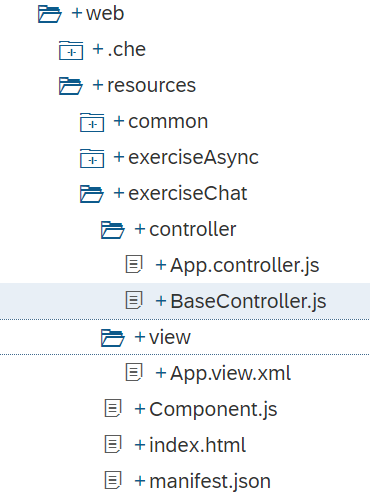 +web
+.che
+resources
+common
+exerciseAsync
+exerciseChat
+controller
+App.controller.js
+BaseController.js
+view
+App.view.xml
+Component.js
+index.html
+manifest.json